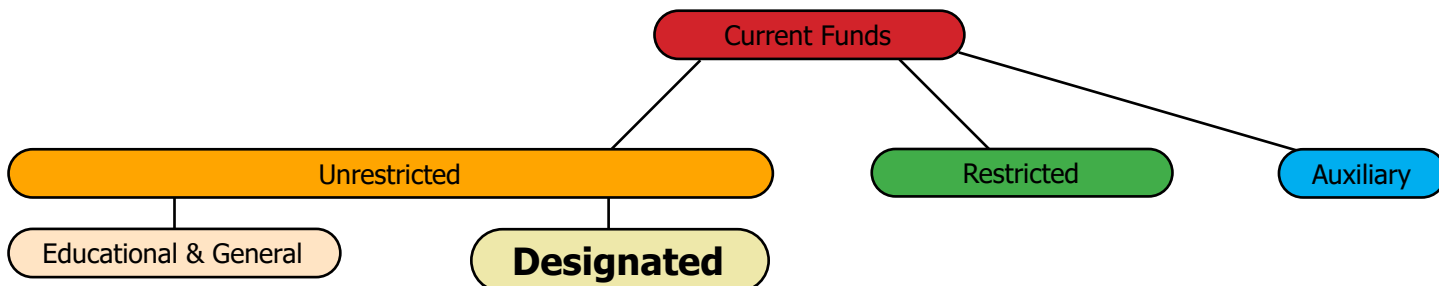 Current Funds
Unrestricted
Restricted
Auxiliary
Educational & General
Designated